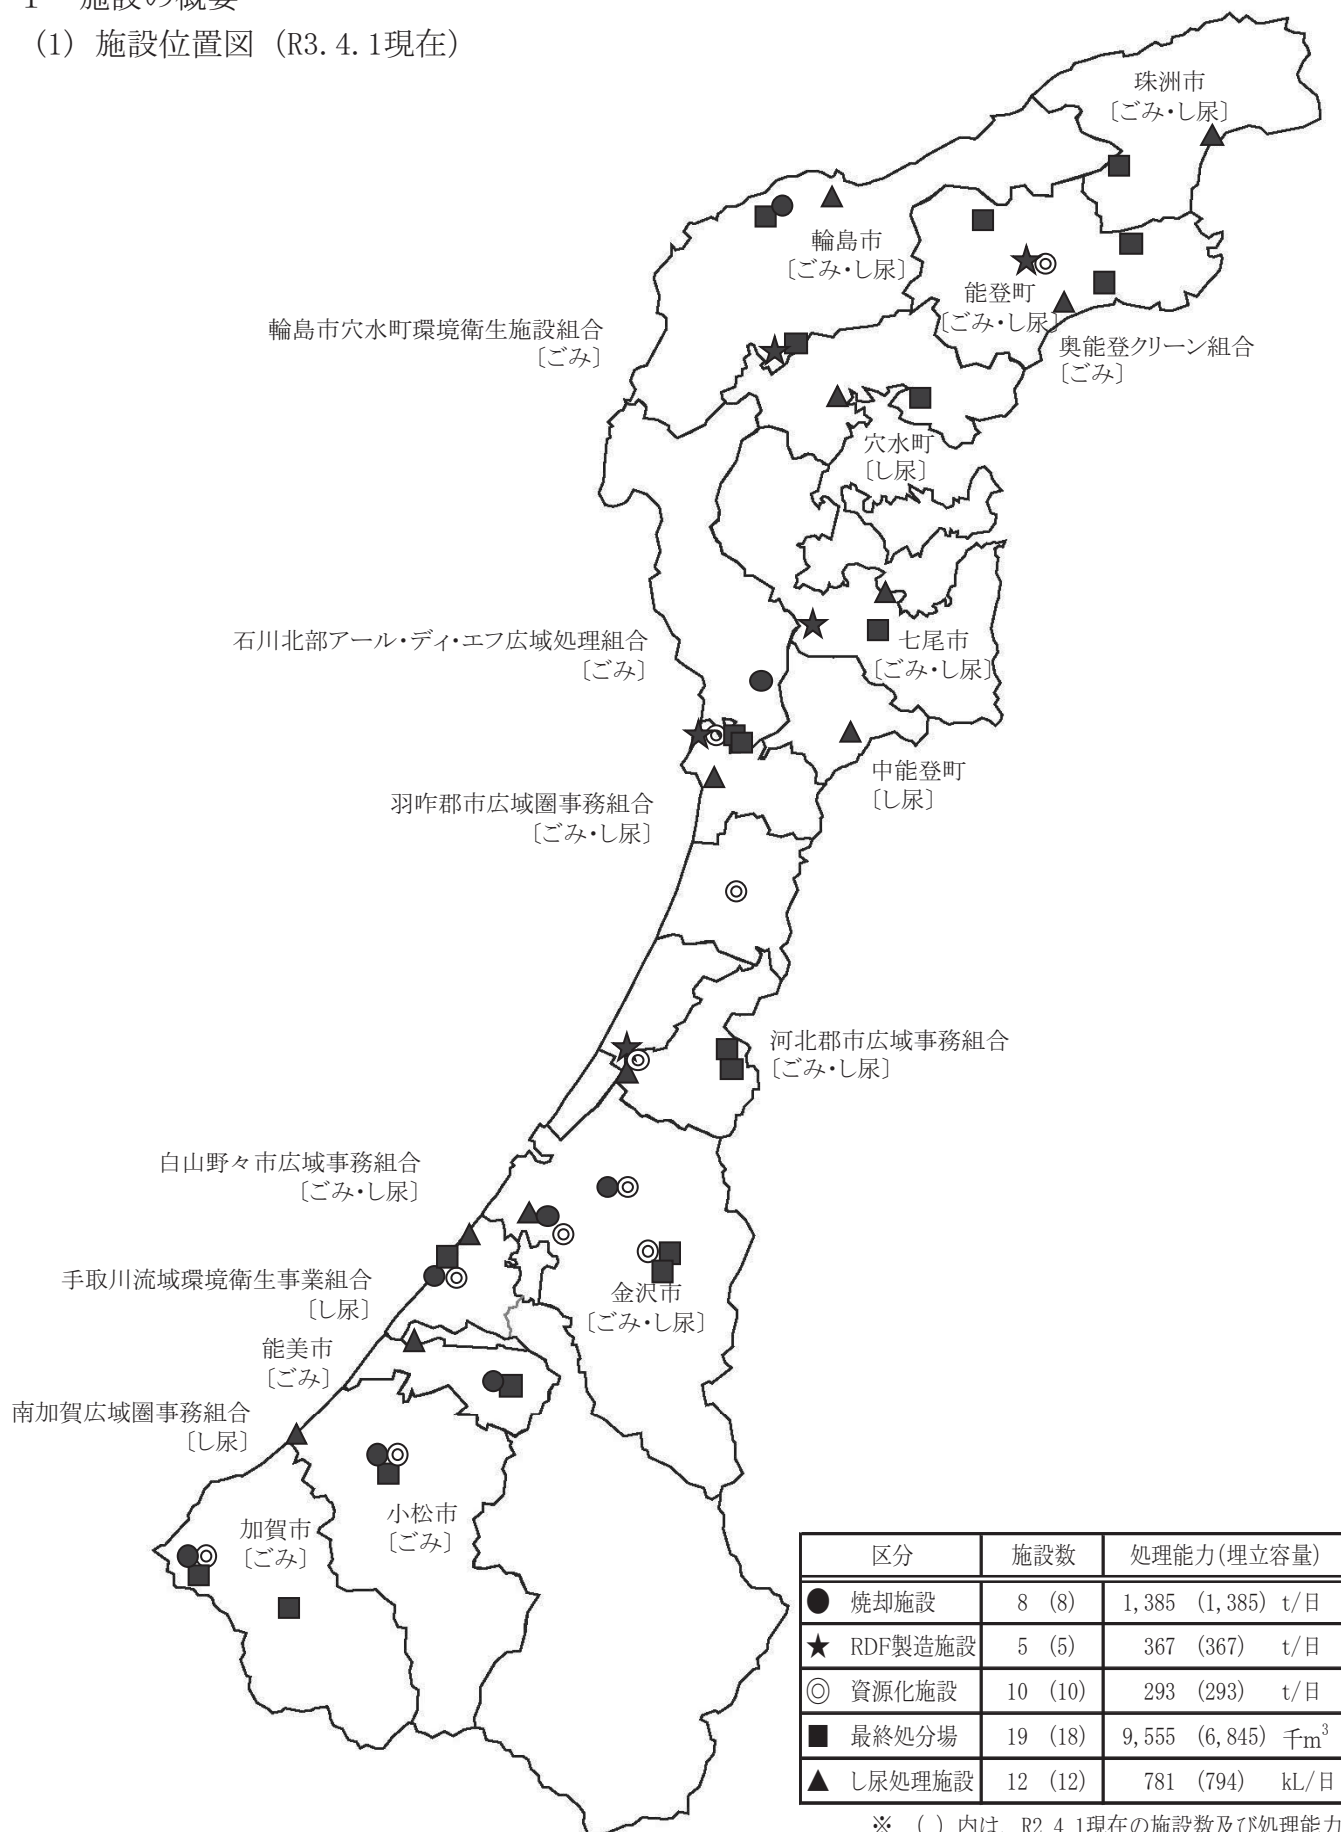 1　施設の概要
(1) 施設位置図（R3.4.1現在）
珠洲市
〔ごみ・し尿〕
輪島市
〔ごみ・し尿〕
能登町
〔ごみ・し尿〕
輪島市穴水町環境衛生施設組合
〔ごみ〕
奥能登クリーン組合
〔ごみ〕
穴水町
〔し尿〕
石川北部アール・ディ・エフ広域処理組合
〔ごみ〕
七尾市
〔ごみ・し尿〕
中能登町
〔し尿〕
羽咋郡市広域圏事務組合
〔ごみ・し尿〕
河北郡市広域事務組合
〔ごみ・し尿〕
白山野々市広域事務組合
〔ごみ・し尿〕
手取川流域環境衛生事業組合
〔し尿〕
金沢市
〔ごみ・し尿〕
能美市
〔ごみ〕
南加賀広域圏事務組合
〔し尿〕
小松市
〔ごみ〕
加賀市
〔ごみ〕
区分 施設数 処理能力(埋立容量)
● 焼却施設 8 (8) 1,385 (1,385) t/日
★ RDF製造施設 5 (5) 367 (367) t/日
◎ 資源化施設 10 (10) 293 (293) t/日
■ 最終処分場 19 (18) 9,555 (6,845) 千m³
▲ し尿処理施設 12 (12) 781 (794) kL/日
※ ( ) 内は、R2.4.1現在の施設数及び処理能力